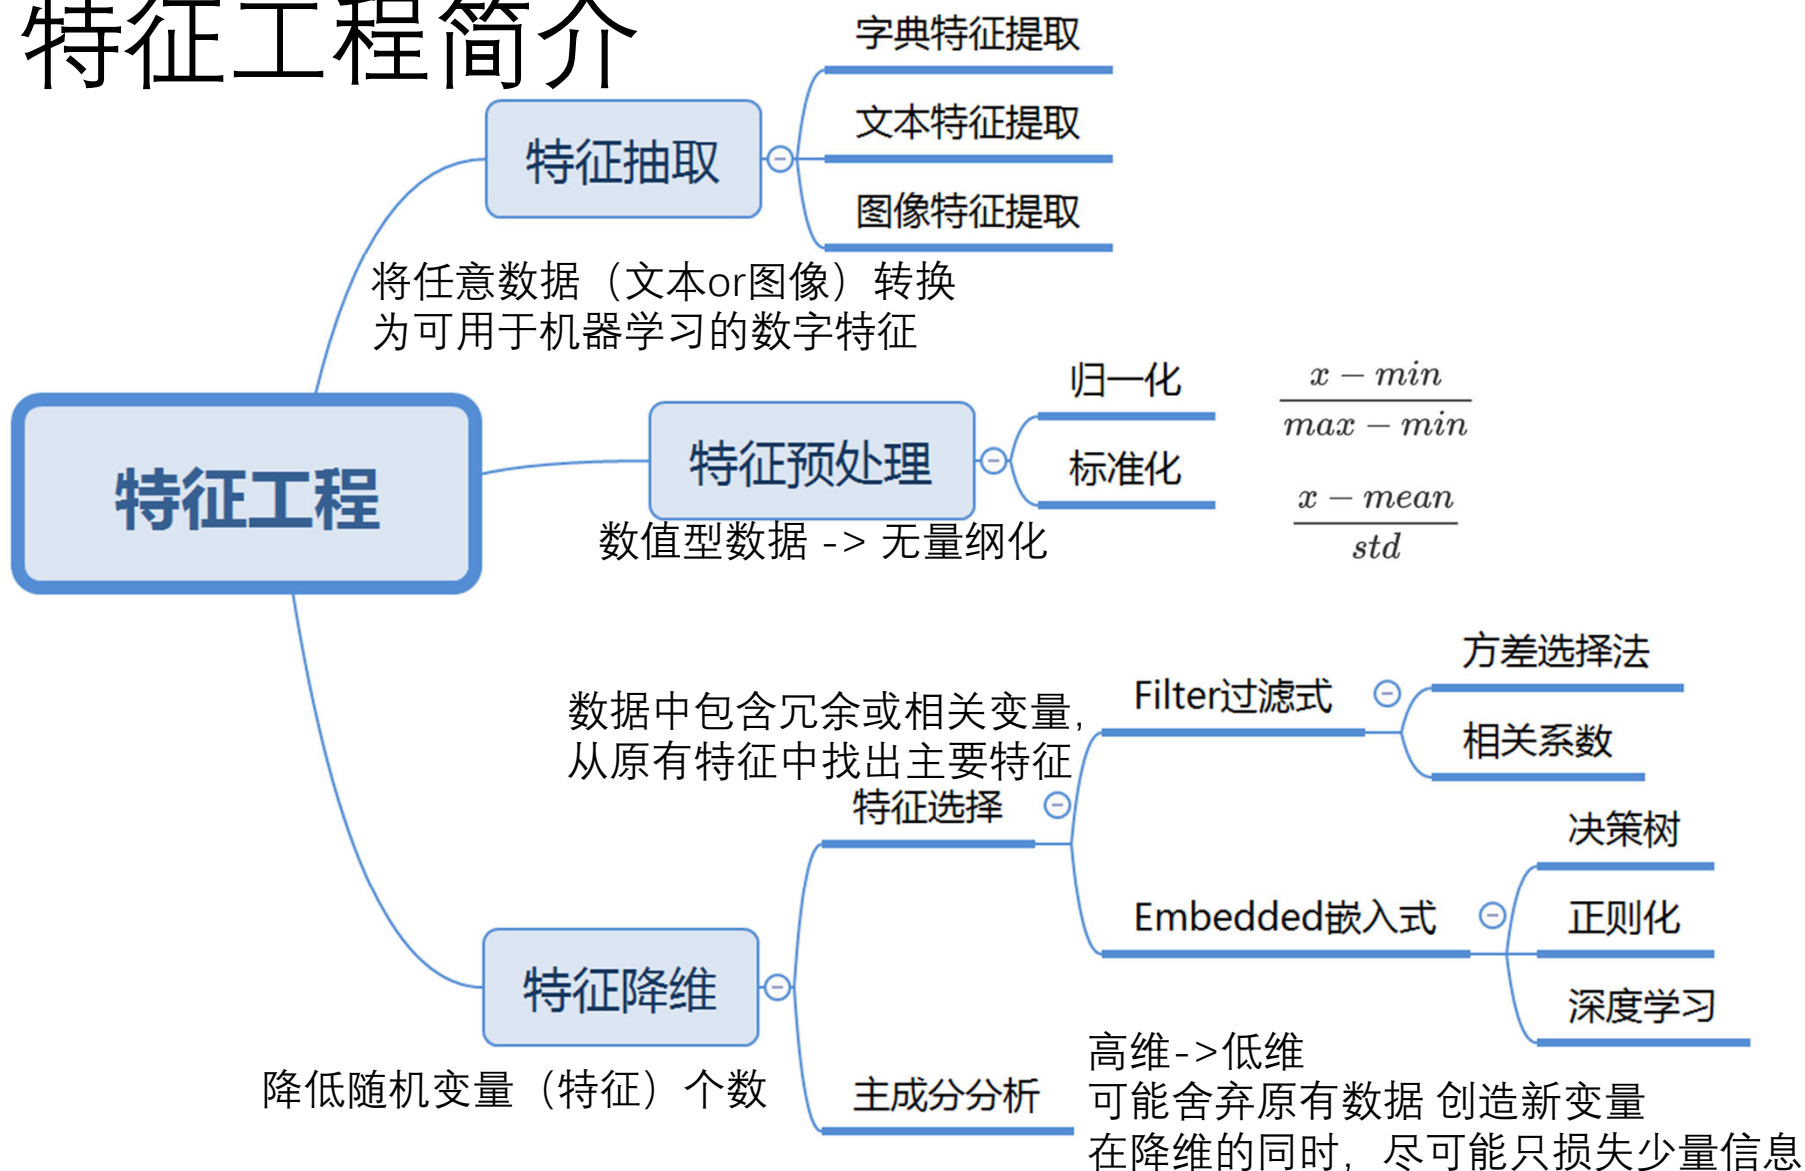 特征工程简介
字典特征提取
文本特征提取
特征抽取
图像特征提取
将任意数据（文本or图像）转换
为可用于机器学习的数字特征
归一化
x − min
max − min
特征预处理
标准化
x − mean
std
特征工程
数值型数据 -> 无量纲化
方差选择法
Filter过滤式
相关系数
数据中包含冗余或相关变量，
从原有特征中找出主要特征
特征选择
决策树
Embedded嵌入式
正则化
深度学习
特征降维
降低随机变量（特征）个数
主成分分析
高维->低维
可能舍弃原有数据 创造新变量
在降维的同时，尽可能只损失少量信息